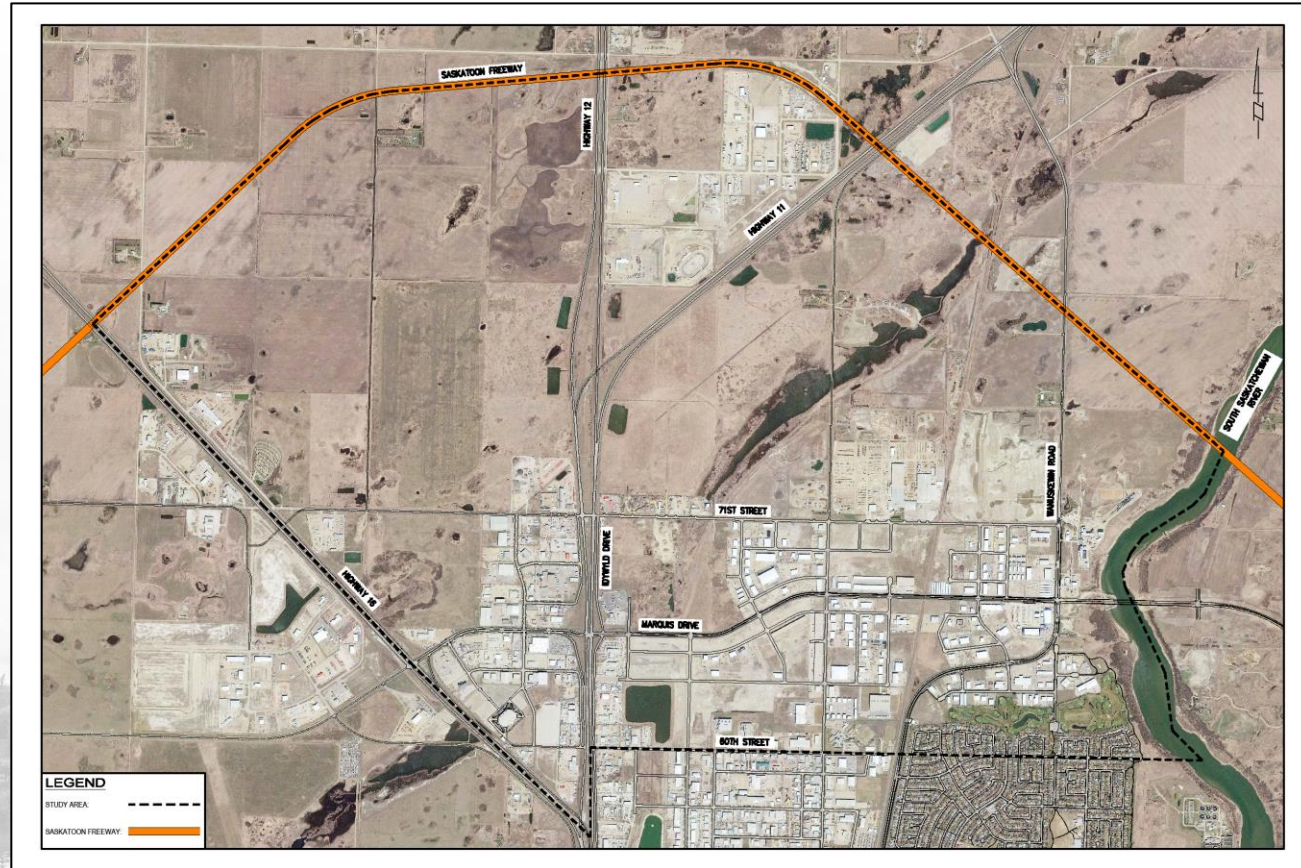 SASKATOON FREEWAY
HIGHWAY 12
HIGHWAY 11
SOUTH SASKATCHEWAN
RIVER
WANUSKEWIN ROAD
71ST STREET
IDYWYLD DRIVE
HIGHWAY 16
MARQUIS DRIVE
60TH STREET
N
LEGEND
STUDY AREA:
SASKATOON FREEWAY: